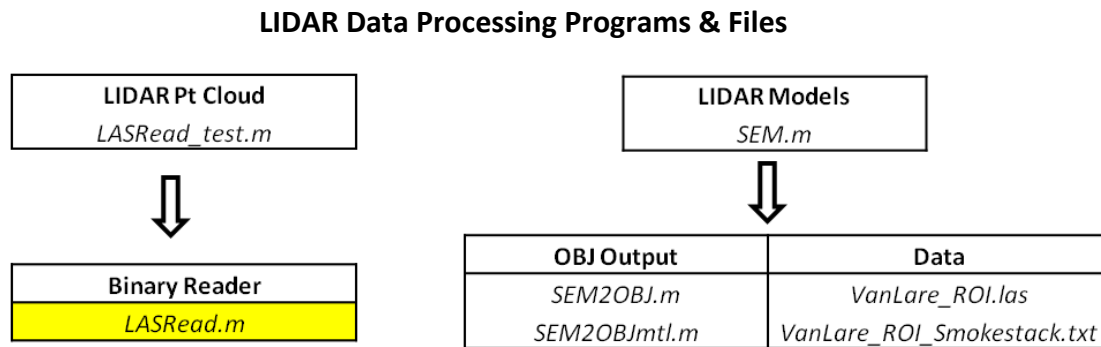 LIDAR Data Processing Programs & Files
LIDAR Pt Cloud
LASRead_test.m
Binary Reader
LASRead.m
LIDAR Models
SEM.m
OBJ Output Data
SEM2OBJ.m VanLare_ROI.las
SEM2OBJmtl.m VanLare_ROI_Smokestack.txt